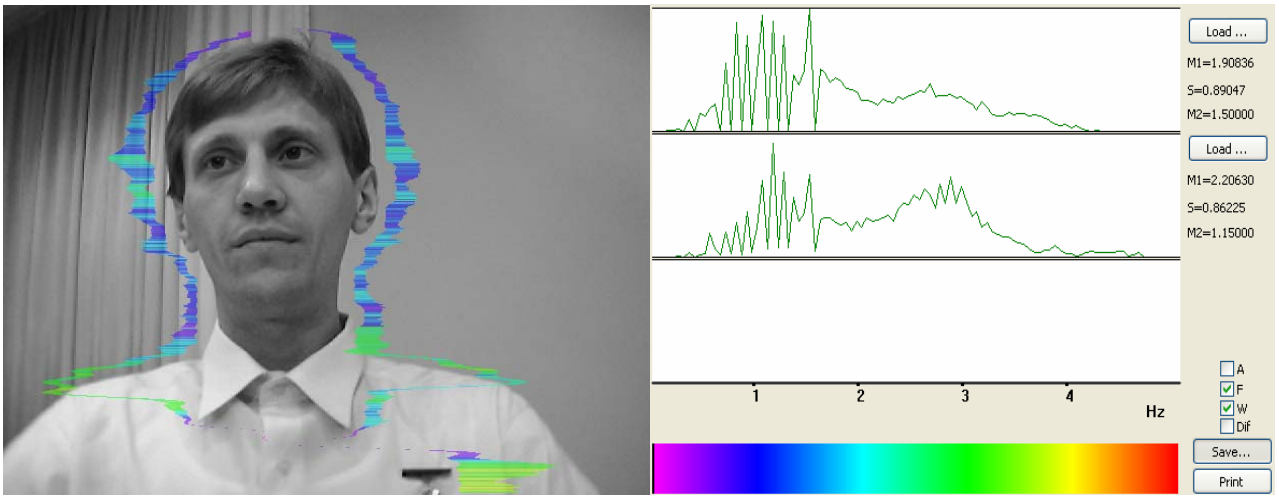 Load ...
M1=1.90836
S=0.89047
M2=1.50000
Load ...
M1=2.20630
S=0.86225
M2=1.15000
A
F
W
Dif
1 2 3 4
Hz
Save...
Print